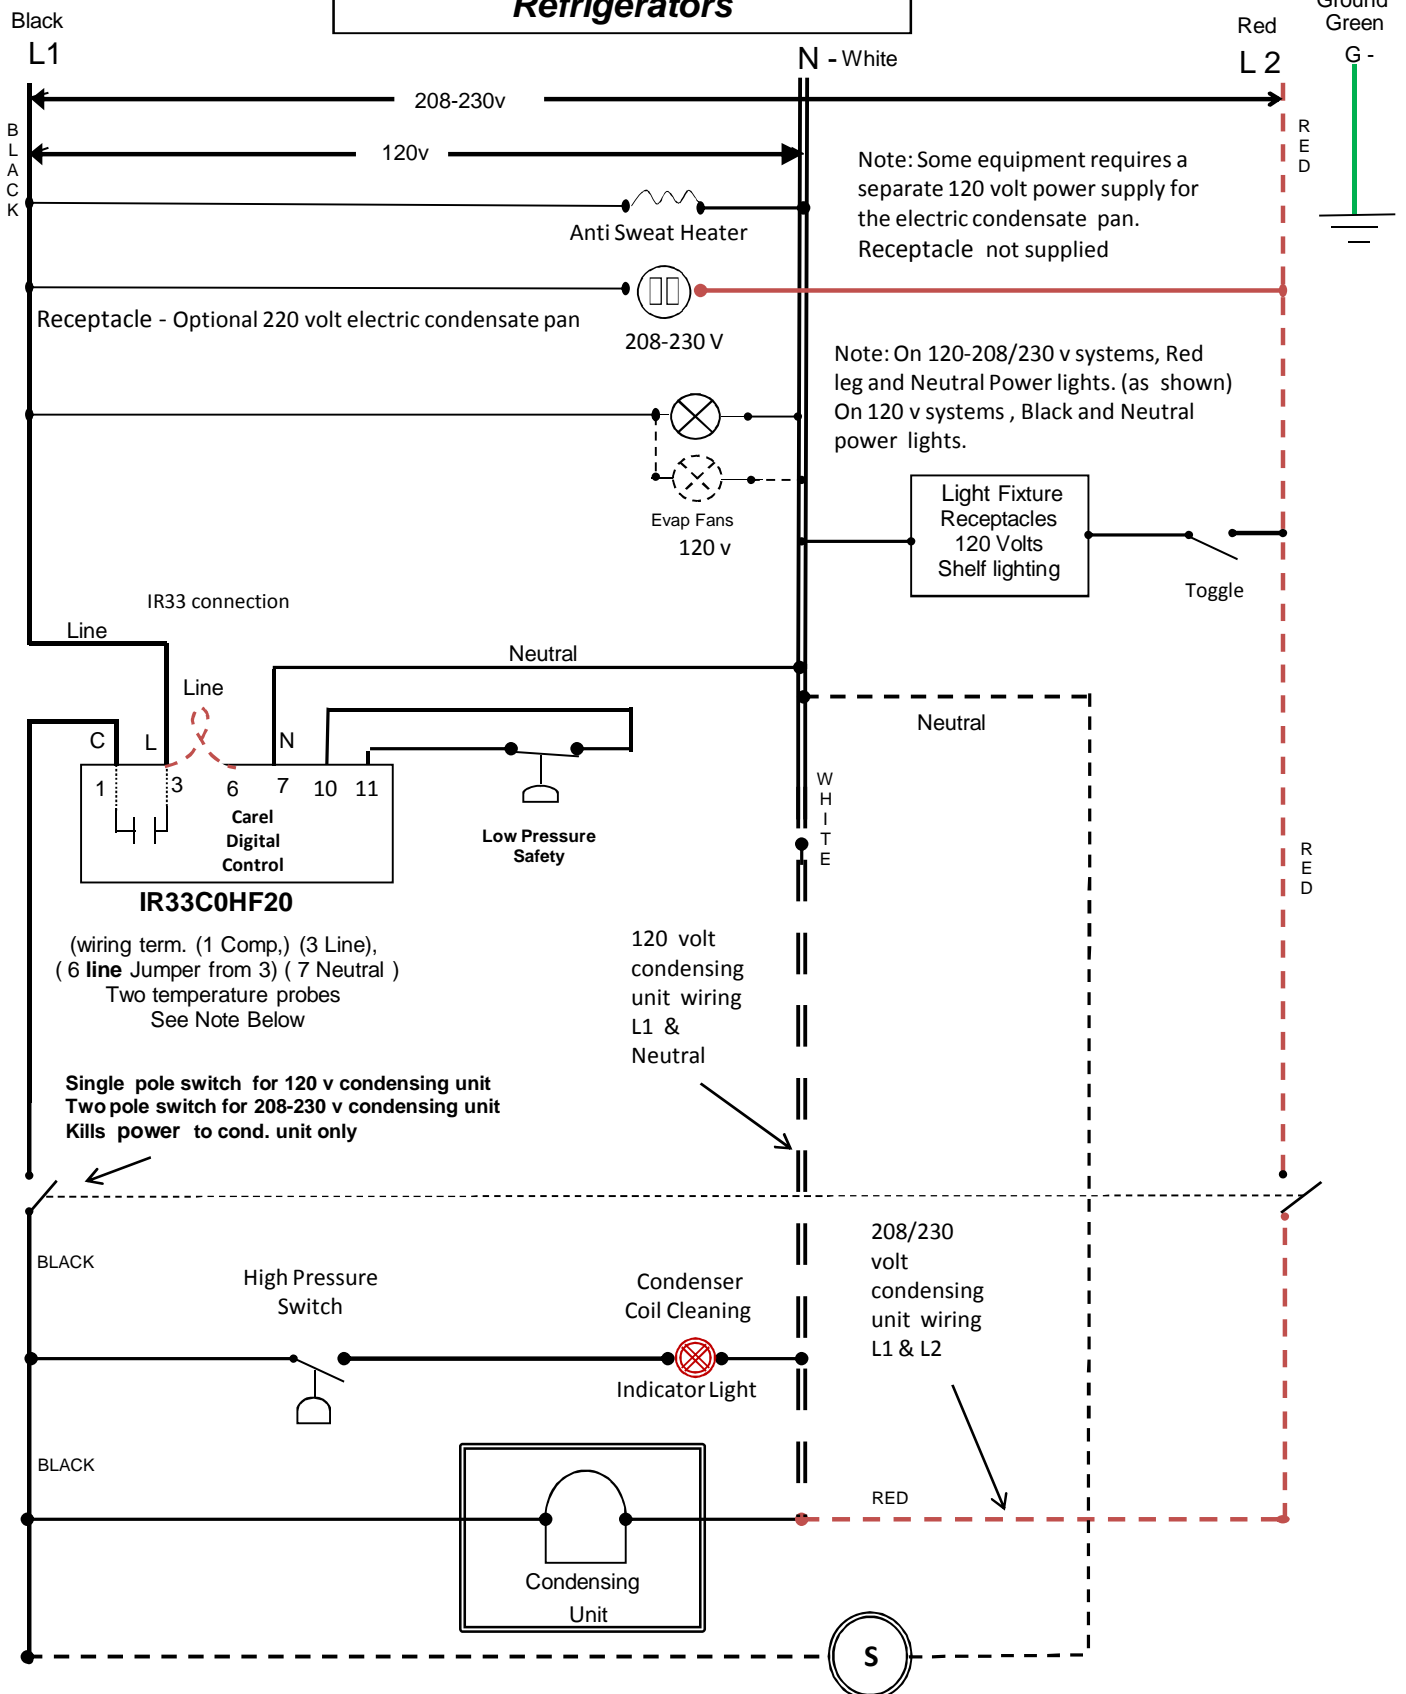 Refrigerators
Black
L1
N - White
Red
L 2
Ground
Green
G -
208-230v
BLACK
120v
RED
Note: Some equipment requires a
separate 120 volt power supply for
the electric condensate pan.
Receptacle not supplied
Anti Sweat Heater
Receptacle - Optional 220 volt electric condensate pan
208-230 V
Note: On 120-208/230 v systems, Red
leg and Neutral Power lights. (as shown)
On 120 v systems , Black and Neutral
power lights.
Evap Fans
120 v
Light Fixture
Receptacles
120 Volts
Shelf lighting
Toggle
IR33 connection
Line
Neutral
Line
Neutral
C L N
1 3 6 7 10 11
Carel
Digital
Control
Low Pressure
Safety
WHITE
RED
IR33C0HF20
(wiring term. (1 Comp,) (3 Line),
( 6 line Jumper from 3) ( 7 Neutral )
Two temperature probes
See Note Below
120 volt
condensing
unit wiring
L1 &
Neutral
Single pole switch for 120 v condensing unit
Two pole switch for 208-230 v condensing unit
Kills power to cond. unit only
BLACK
High Pressure
Switch
Condenser
Coil Cleaning
Indicator Light
208/230
volt
condensing
unit wiring
L1 & L2
BLACK
RED
Condensing
Unit
S